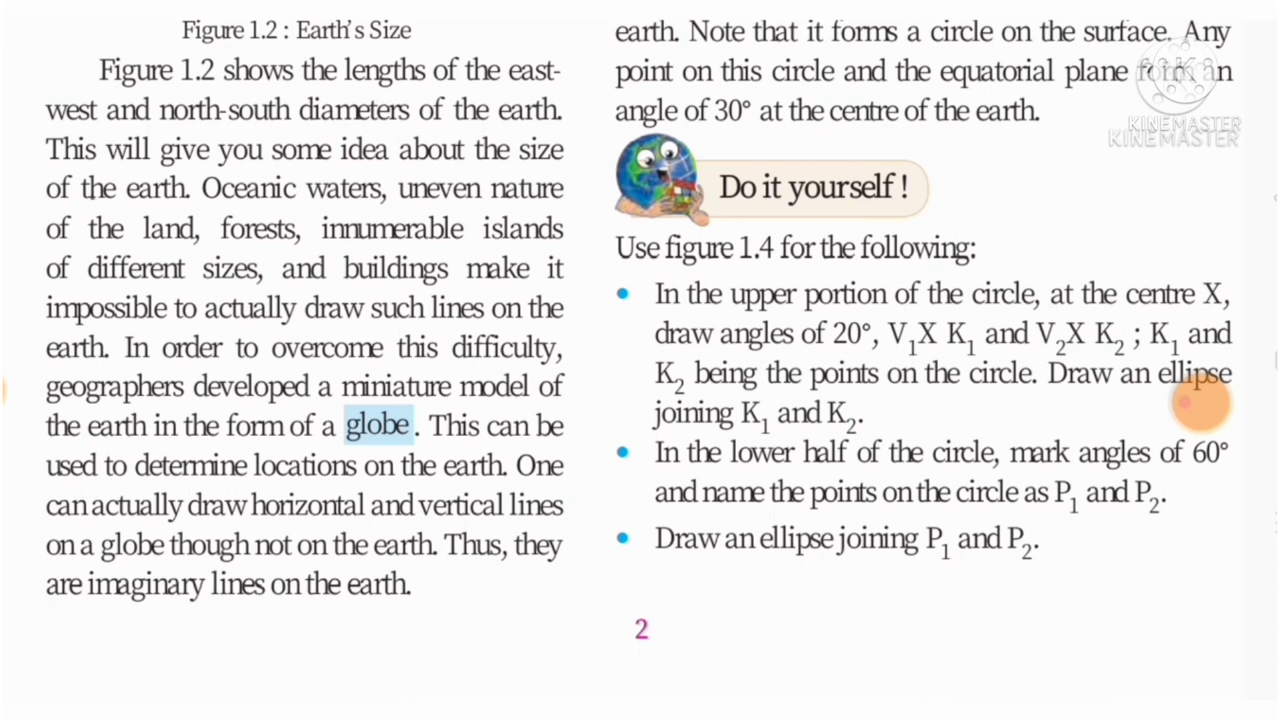 Figure 1.2 : Earth's Size
Figure 1.2 shows the lengths of the east-
west and north-south diameters of the earth.
This will give you some idea about the size
of the earth. Oceanic waters, uneven nature
of the land, forests, innumerable islands
of different sizes, and buildings make it
impossible to actually draw such lines on the
earth. In order to overcome this difficulty,
geographers developed a miniature model of
the earth in the form of a globe. This can be
used to determine locations on the earth. One
can actually draw horizontal and vertical lines
on a globe though not on the earth. Thus, they
are imaginary lines on the earth.
earth. Note that it forms a circle on the surface. Any
point on this circle and the equatorial plane form an
angle of 30° at the centre of the earth.
Do it yourself !
Use figure 1.4 for the following:
• In the upper portion of the circle, at the centre X,
draw angles of 20°, V₁X K₁ and V₂X K₂ ; K₁ and
K₂ being the points on the circle. Draw an ellipse
joining K₁ and K₂.
• In the lower half of the circle, mark angles of 60°
and name the points on the circle as P₁ and P₂.
• Draw an ellipse joining P₁ and P₂.
2
K
KINEMASTER
KINEMASTER